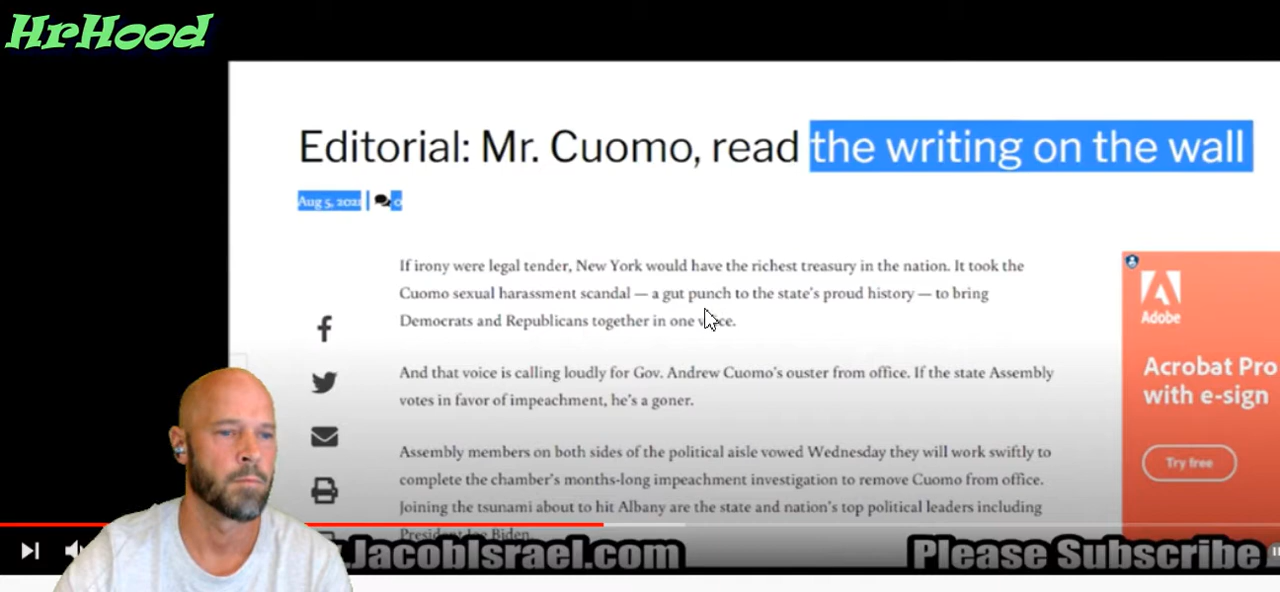 HrHood
Editorial: Mr. Cuomo, read the writing on the wall
Aug 5, 2021 | 0
If irony were legal tender, New York would have the richest treasury in the nation. It took the
Cuomo sexual harassment scandal — a gut punch to the state's proud history — to bring
Democrats and Republicans together in one voice.
And that voice is calling loudly for Gov. Andrew Cuomo's ouster from office. If the state Assembly
votes in favor of impeachment, he's a goner.
Assembly members on both sides of the political aisle vowed Wednesday they will work swiftly to
complete the chamber's months-long impeachment investigation to remove Cuomo from office.
Joining the tsunami about to hit Albany are the state and nation's top political leaders including
President Joe Biden.
Adobe
Acrobat Pro
with e-sign
Try free
JacobIsrael.com
Please Subscribe